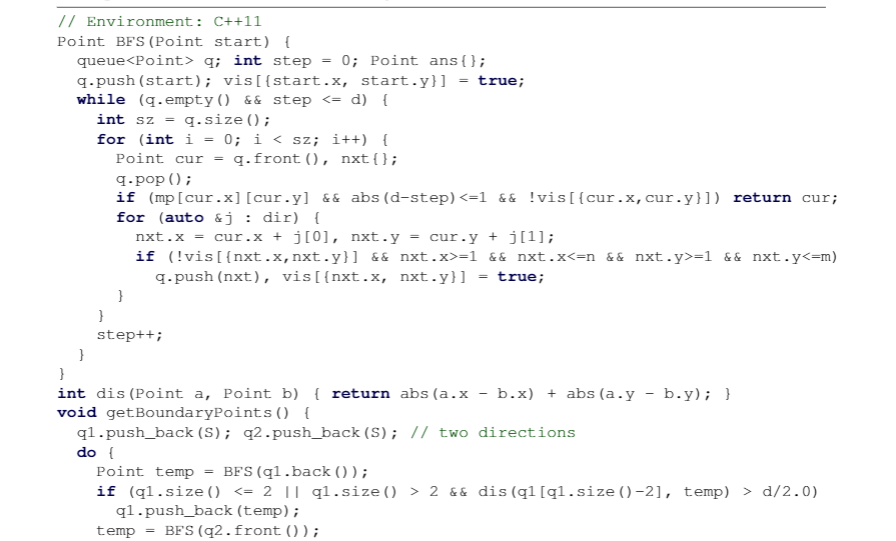 // Environment: C++11
Point BFS(Point start) {
  queue<Point> q; int step = 0; Point ans{};
  q.push(start); vis[{start.x, start.y}] = true;
  while (q.empty() && step <= d) {
    int sz = q.size();
    for (int i = 0; i < sz; i++) {
      Point cur = q.front(), nxt{};
      q.pop();
      if (mp[cur.x][cur.y] && abs(d-step)<=1 && !vis[{cur.x,cur.y}]) return cur;
      for (auto &j : dir) {
        nxt.x = cur.x + j[0], nxt.y = cur.y + j[1];
        if (!vis[{nxt.x,nxt.y}] && nxt.x>=1 && nxt.x<=n && nxt.y>=1 && nxt.y<=m)
          q.push(nxt), vis[{nxt.x, nxt.y}] = true;
      }
    }
    step++;
  }
}
int dis(Point a, Point b) { return abs(a.x - b.x) + abs(a.y - b.y); }
void getBoundaryPoints() {
  q1.push_back(S); q2.push_back(S); // two directions
  do {
    Point temp = BFS(q1.back());
    if (q1.size() <= 2 || q1.size() > 2 && dis(q1[q1.size()-2], temp) > d/2.0)
      q1.push_back(temp);
    temp = BFS(q2.front());